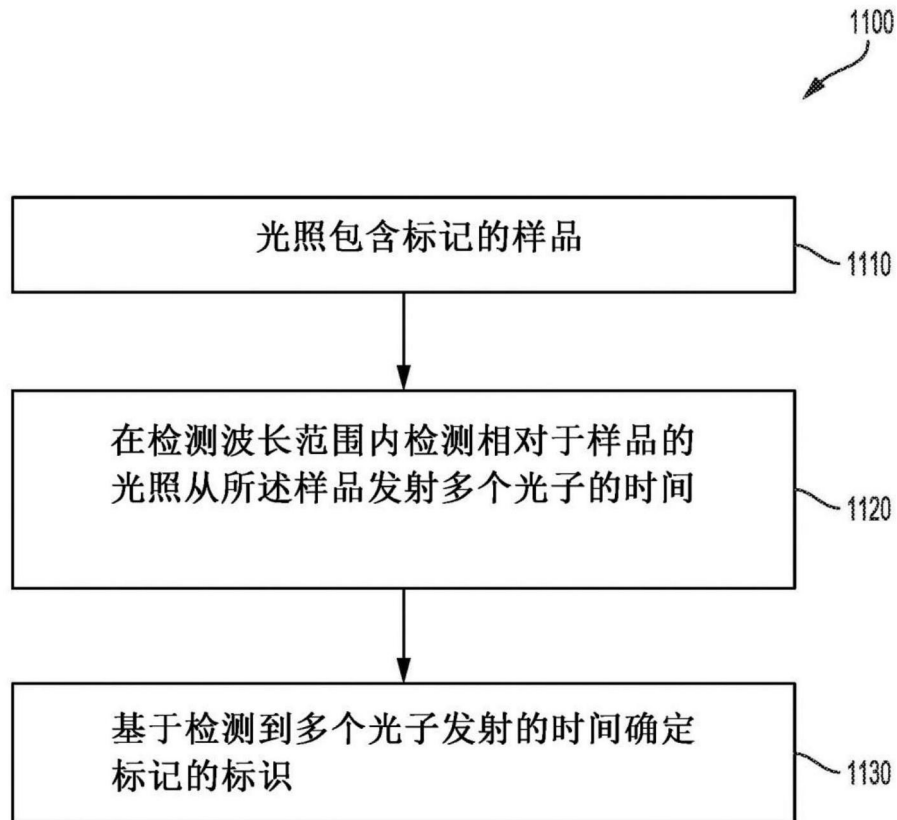 1100
光照包含标记的样品
1110
在检测波长范围内检测相对于样品的
光照从所述样品发射多个光子的时间
1120
基于检测到多个光子发射的时间确定
标记的标识
1130